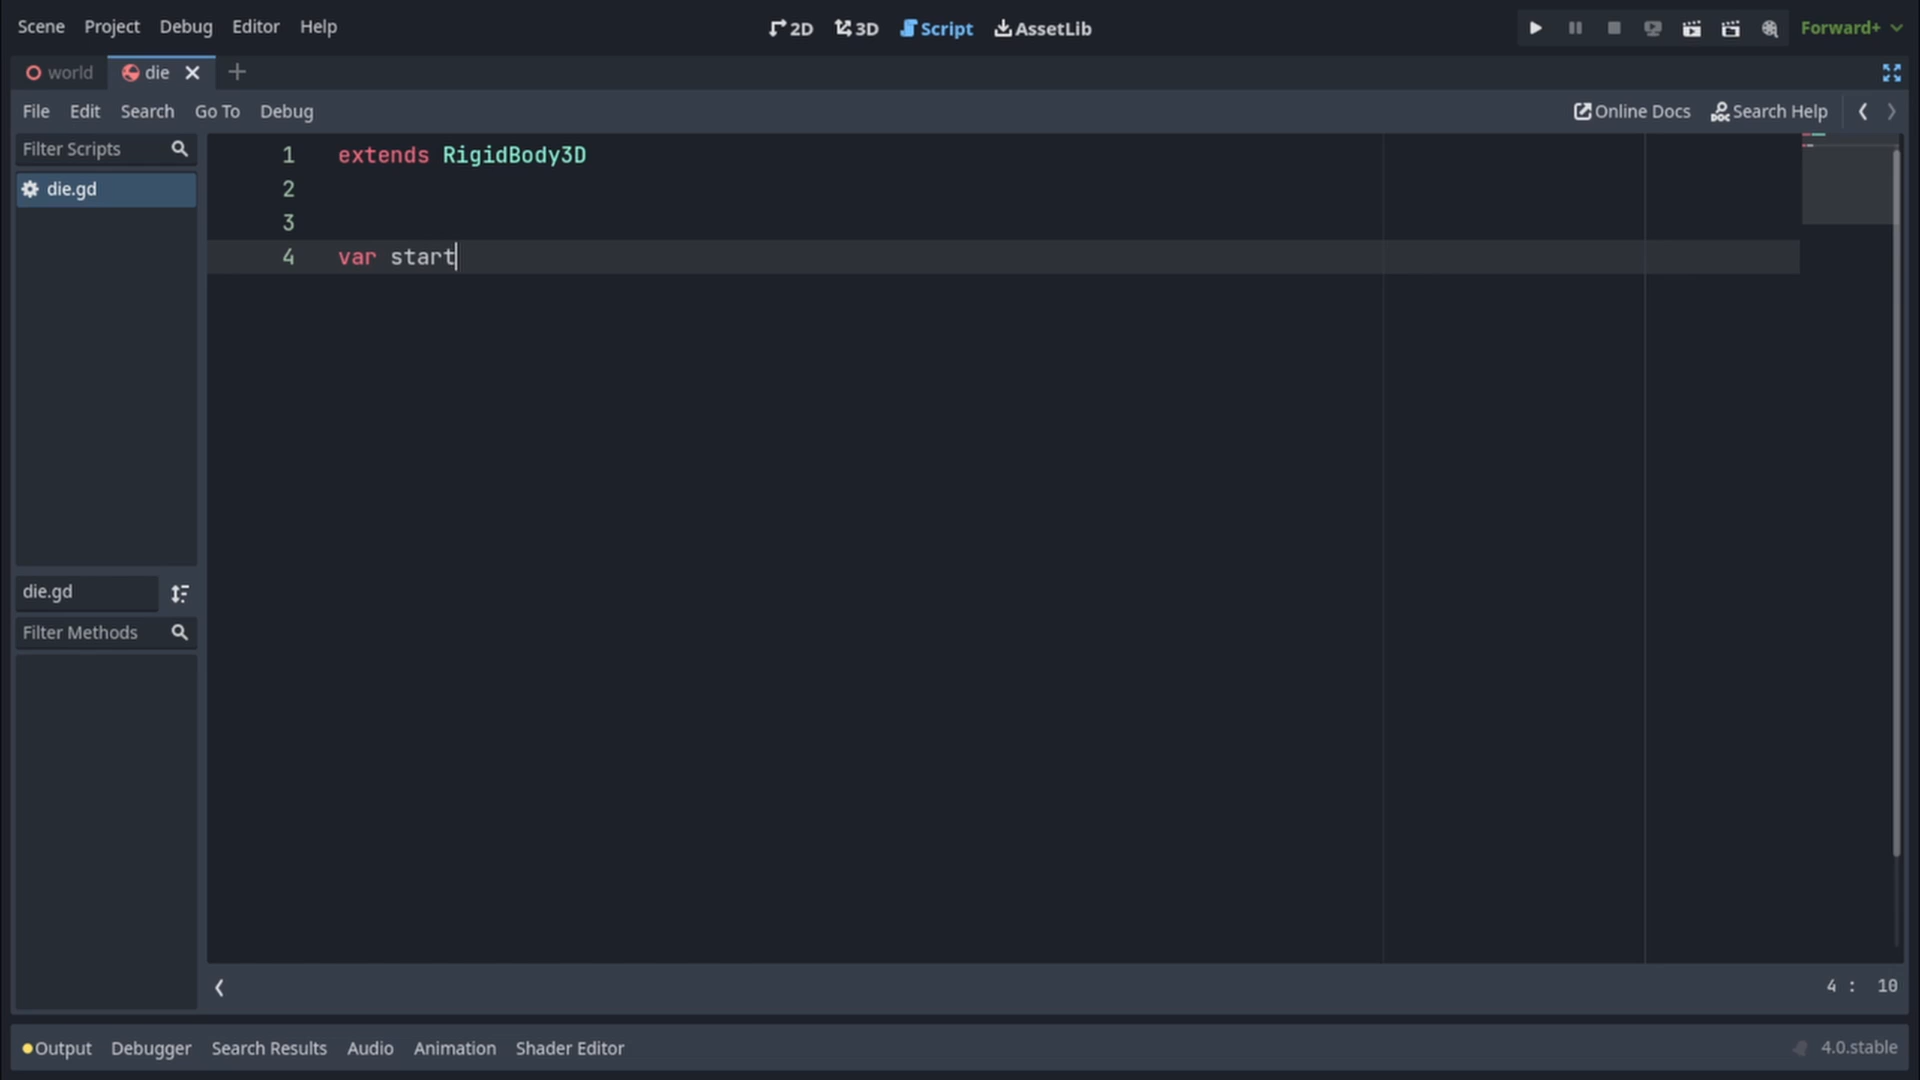 Scene Project Debug Editor Help 2D 3D Script AssetLib Forward+
world die
File Edit Search Go To Debug Online Docs Search Help
Filter Scripts
die.gd
1 extends RigidBody3D
2
3
4 var start
die.gd
Filter Methods
4 : 10
Output Debugger Search Results Audio Animation Shader Editor 4.0.stable